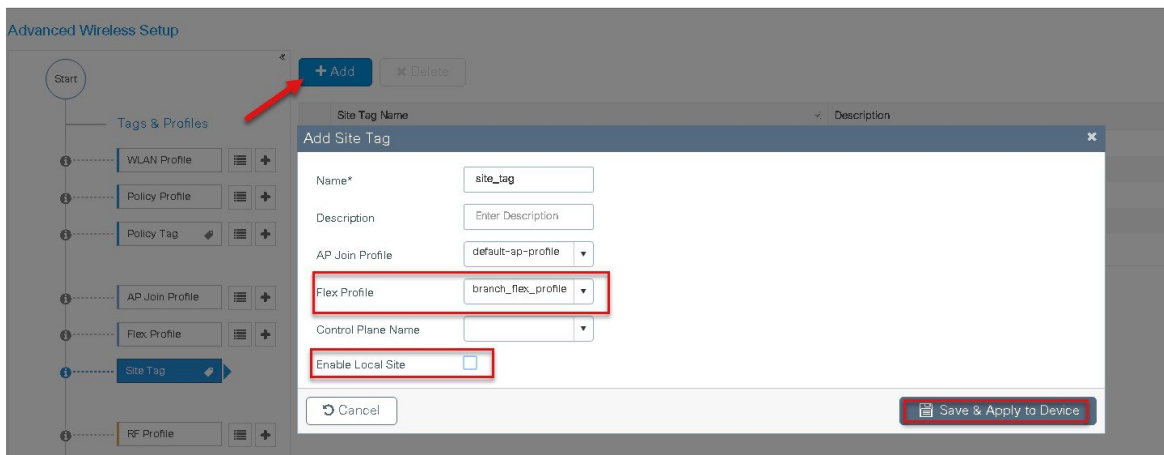 Advanced Wireless Setup
Start
Tags & Profiles
WLAN Profile
Policy Profile
Policy Tag
AP Join Profile
Flex Profile
Site Tag
RF Profile
+ Add
✖ Delete
Site Tag Name
Description
Add Site Tag
Name*
site_tag
Description
Enter Description
AP Join Profile
default-ap-profile
Flex Profile
branch_flex_profile
Control Plane Name
Enable Local Site
Cancel
Save & Apply to Device